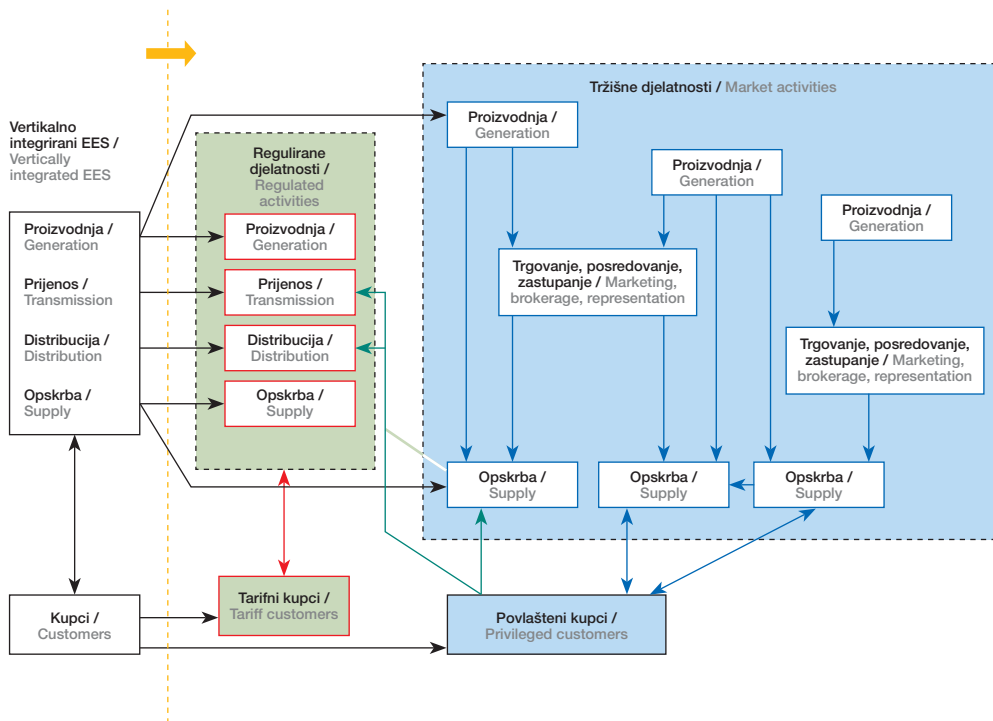 Vertikalno
integrirani EES /
Vertically
integrated EES
Proizvodnja /
Generation
Prijenos /
Transmission
Distribucija /
Distribution
Opskrba /
Supply
Kupci /
Customers
Regulirane
djelatnosti /
Regulated
activities
Proizvodnja /
Generation
Prijenos /
Transmission
Distribucija /
Distribution
Opskrba /
Supply
Tarifni kupci /
Tariff customers
Tržišne djelatnosti / Market activities
Proizvodnja /
Generation
Proizvodnja /
Generation
Proizvodnja /
Generation
Trgovanje, posredovanje,
zastupanje / Marketing,
brokerage, representation
Trgovanje, posredovanje,
zastupanje / Marketing,
brokerage, representation
Opskrba /
Supply
Opskrba /
Supply
Opskrba /
Supply
Povlašteni kupci /
Privileged customers